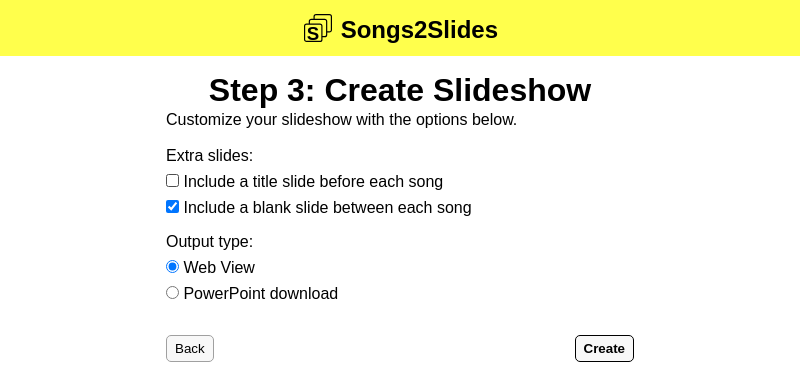 S Songs2Slides
Step 3: Create Slideshow
Customize your slideshow with the options below.
Extra slides:
Include a title slide before each song
Include a blank slide between each song
Output type:
Web View
PowerPoint download
Back Create